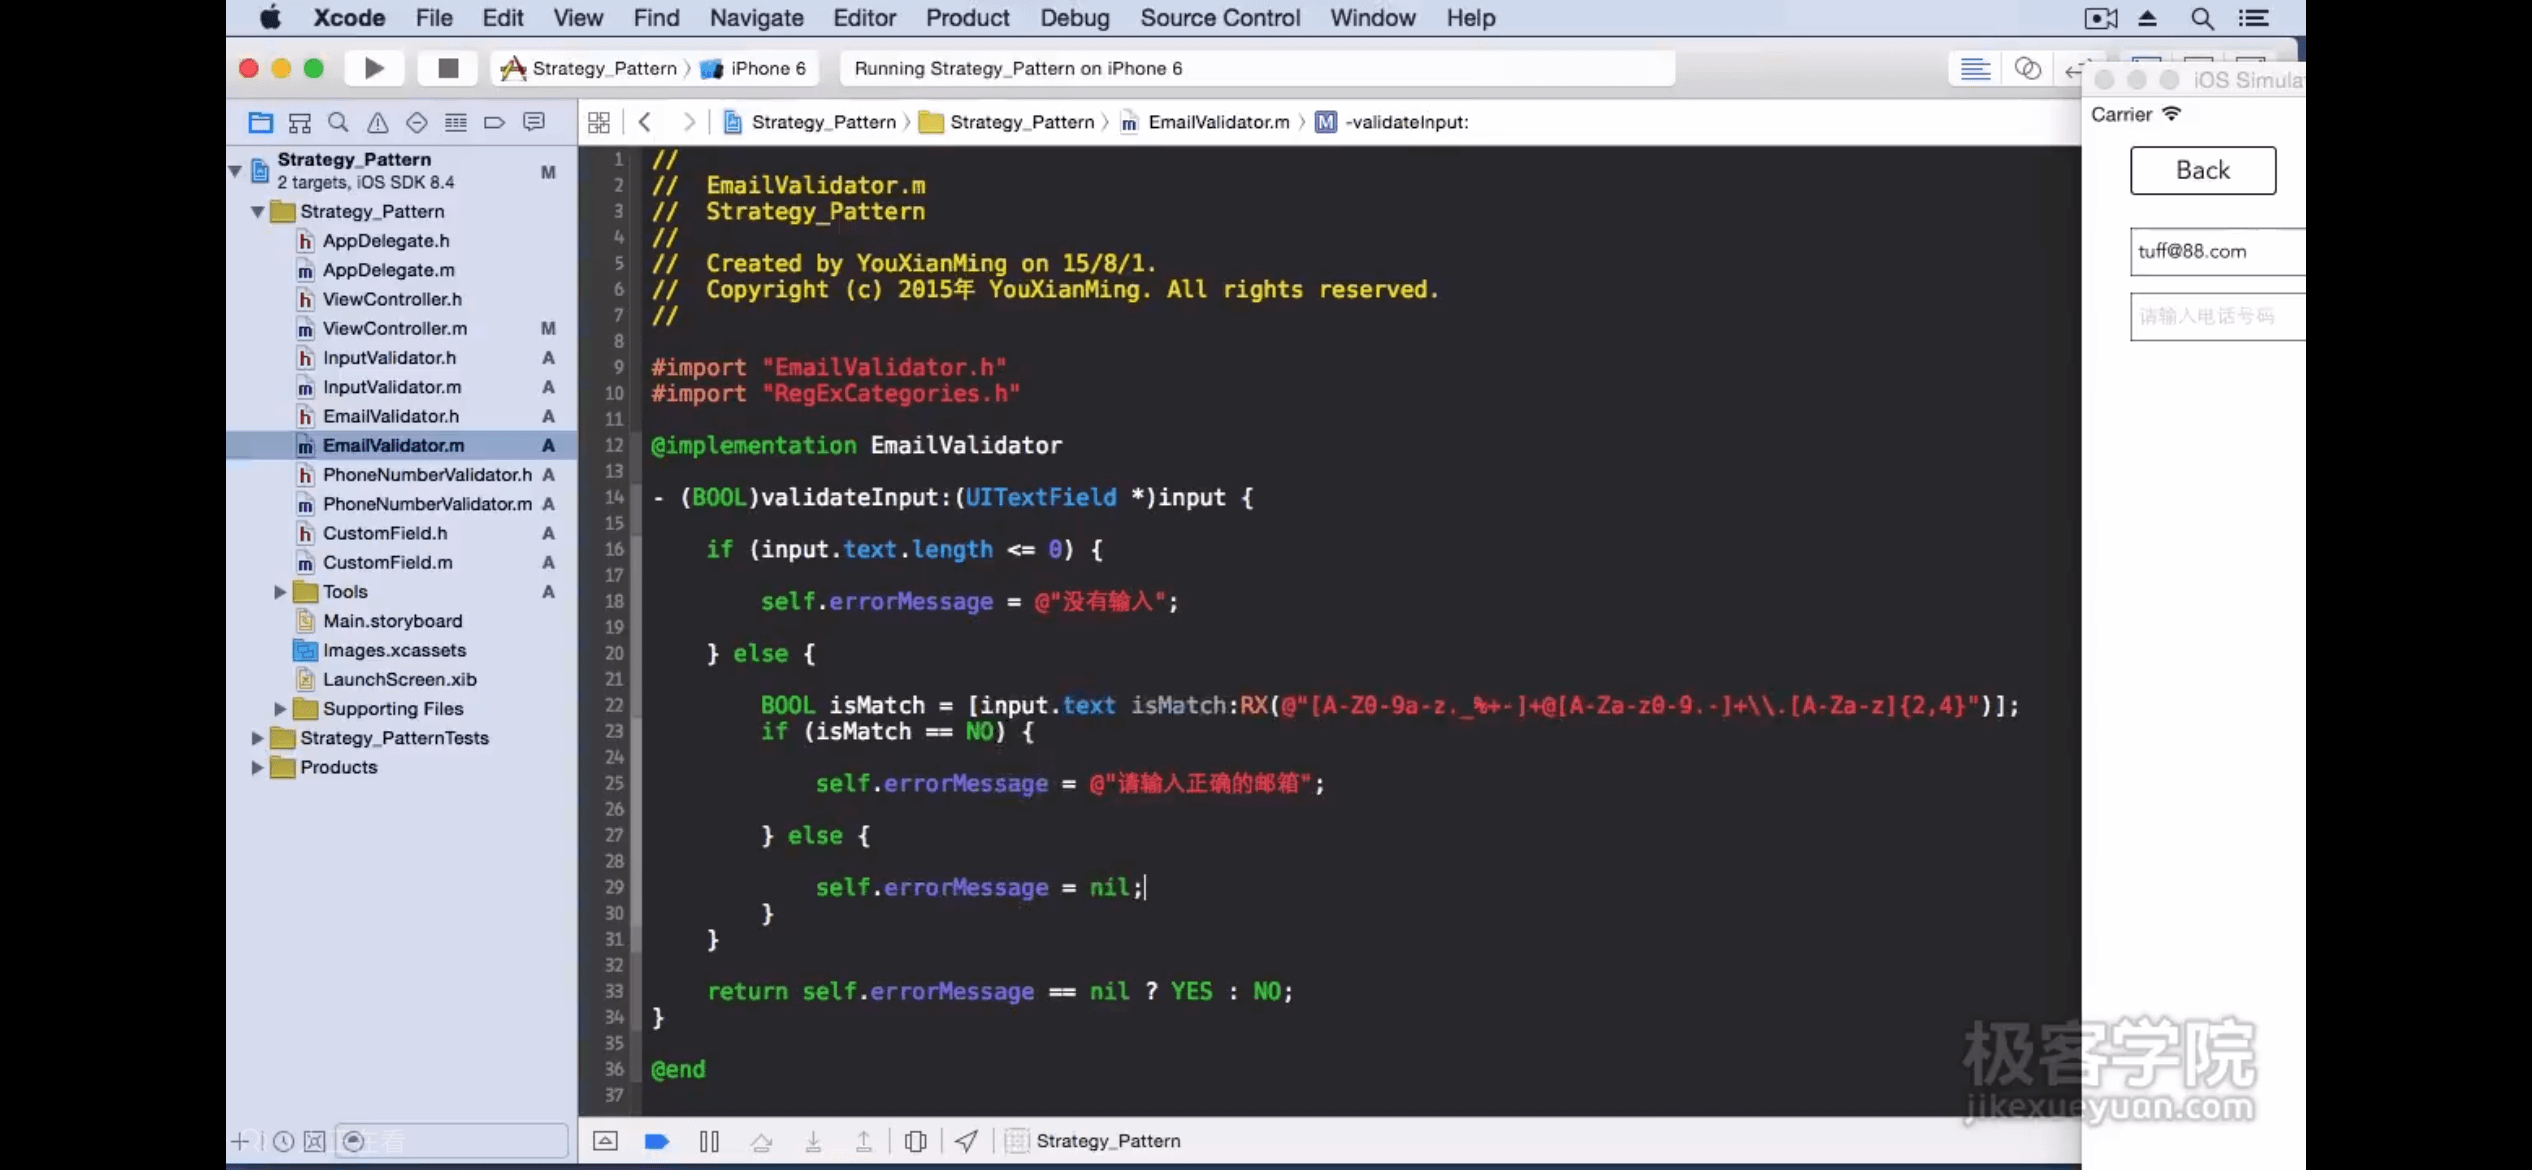 Xcode File Edit View Find Navigate Editor Product Debug Source Control Window Help
Strategy_Pattern 〉 iPhone 6
Running Strategy_Pattern on iPhone 6
Strategy_Pattern 〉 Strategy_Pattern 〉 m EmailValidator.m 〉 M -validateInput:
Strategy_Pattern
2 targets, iOS SDK 8.4 M
Strategy_Pattern
h AppDelegate.h
m AppDelegate.m
h ViewController.h
m ViewController.m M
h InputValidator.h A
m InputValidator.m A
h EmailValidator.h A
m EmailValidator.m A
h PhoneNumberValidator.h A
m PhoneNumberValidator.m A
h CustomField.h A
m CustomField.m A
Tools A
Main.storyboard
Images.xcassets
LaunchScreen.xib
Supporting Files
Strategy_PatternTests
Products
1 //
2 //  EmailValidator.m
3 //  Strategy_Pattern
4 //
5 //  Created by YouXianMing on 15/8/1.
6 //  Copyright (c) 2015年 YouXianMing. All rights reserved.
7 //
8
9 #import "EmailValidator.h"
10 #import "RegExCategories.h"
11
12 @implementation EmailValidator
13
14 - (BOOL)validateInput:(UITextField *)input {
15
16     if (input.text.length <= 0) {
17
18         self.errorMessage = @"没有输入";
19
20     } else {
21
22         BOOL isMatch = [input.text isMatch:RX(@"[A-Z0-9a-z._%+-]+@[A-Za-z0-9.-]+\\.[A-Za-z]{2,4}")];
23         if (isMatch == NO) {
24
25             self.errorMessage = @"请输入正确的邮箱";
26
27         } else {
28
29             self.errorMessage = nil;
30         }
31     }
32
33     return self.errorMessage == nil ? YES : NO;
34 }
35
36 @end
37
Strategy_Pattern
iOS Simula
Carrier
Back
tuff@88.com
请输入电话号码
极客学院
jikexueyuan.com